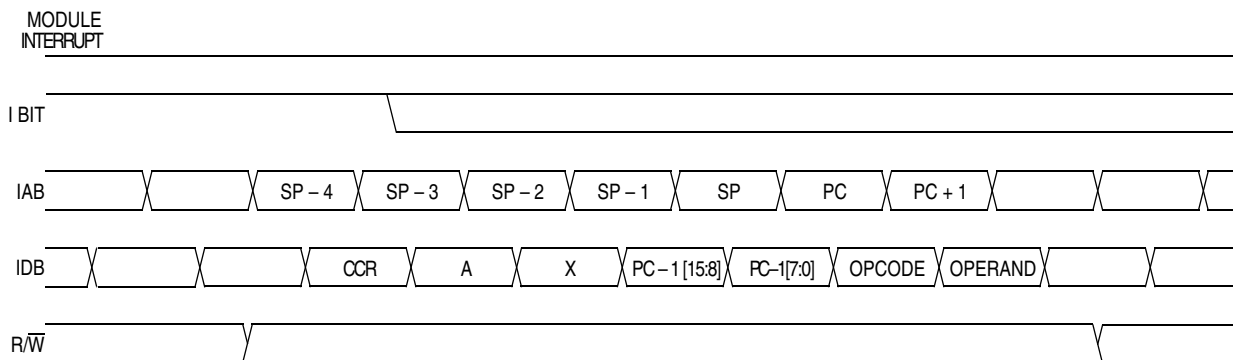 MODULE
INTERRUPT
I BIT
IAB SP – 4 SP – 3 SP – 2 SP – 1 SP PC PC + 1
IDB CCR A X PC – 1 [15:8] PC–1[7:0] OPCODE OPERAND
R/W̅